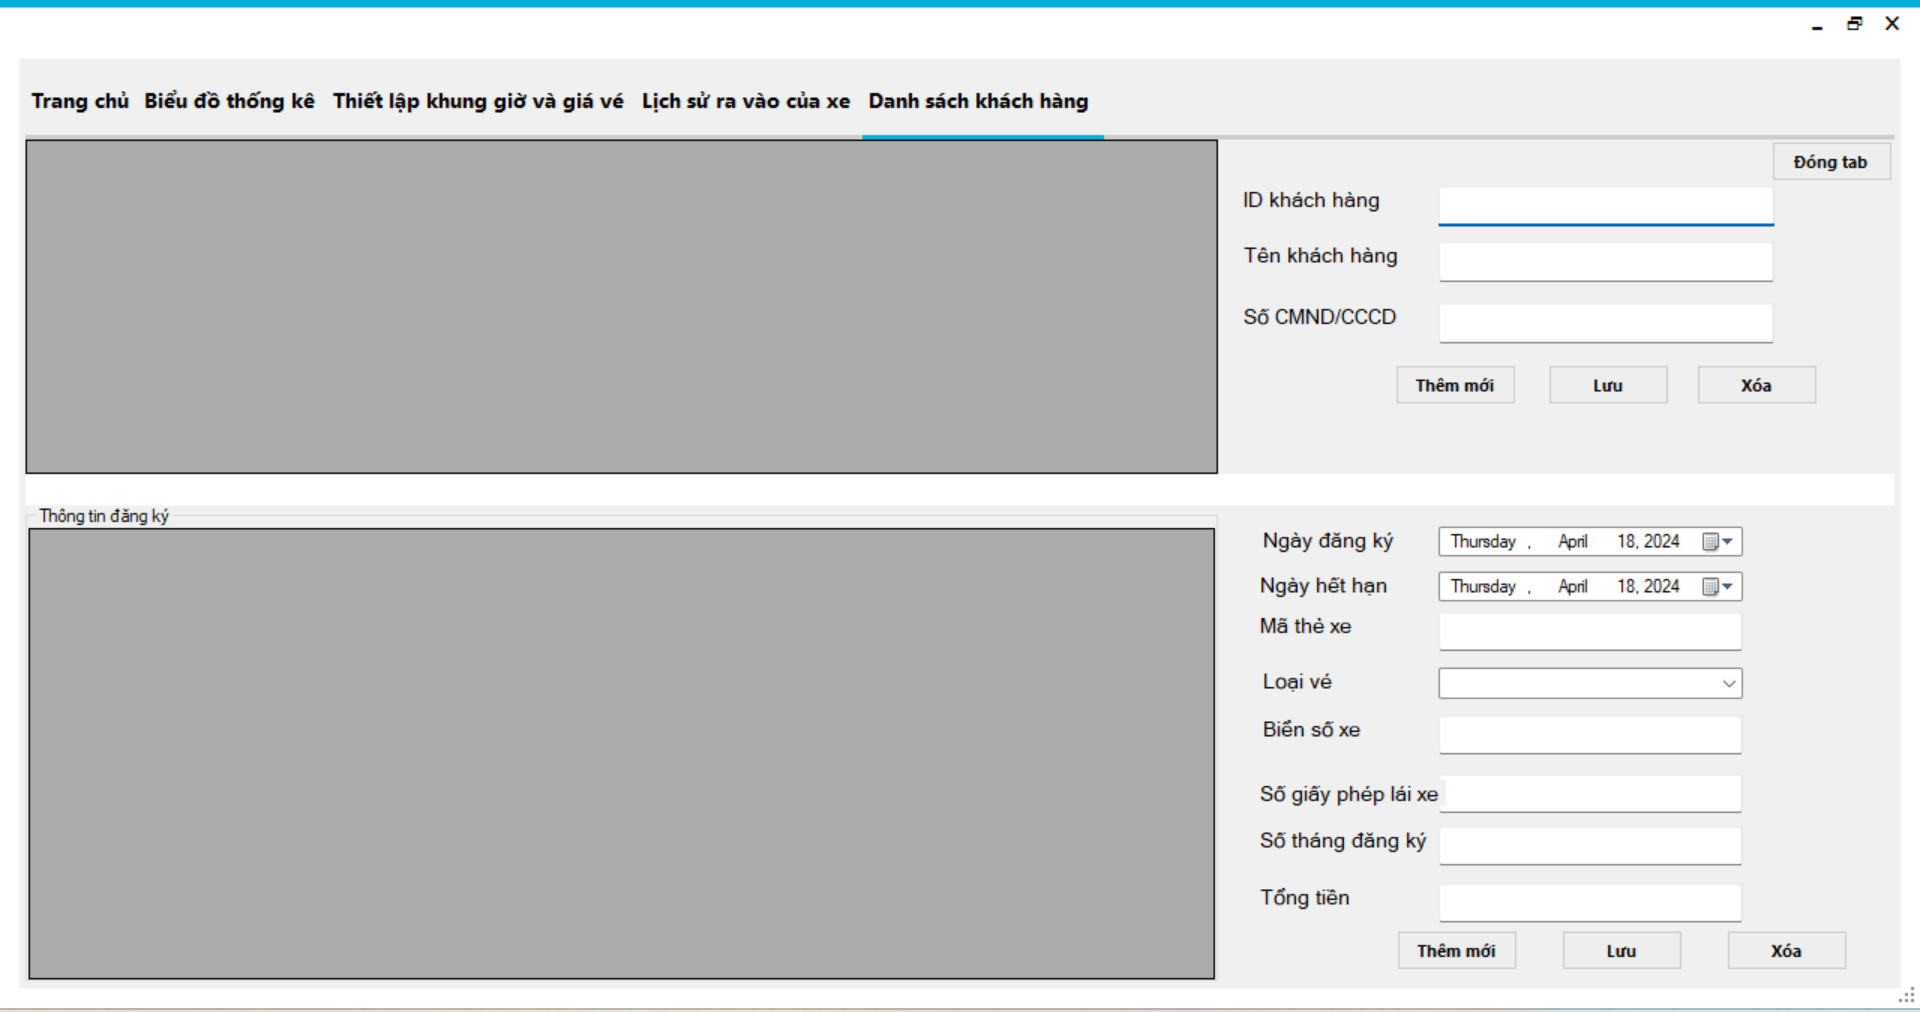 Trang chủ Biểu đồ thống kê Thiết lập khung giờ và giá vé Lịch sử ra vào của xe Danh sách khách hàng
Đóng tab
ID khách hàng
Tên khách hàng
Số CMND/CCCD
Thêm mới Lưu Xóa
Thông tin đăng ký
Ngày đăng ký Thursday , April 18, 2024
Ngày hết hạn Thursday , April 18, 2024
Mã thẻ xe
Loại vé
Biển số xe
Số giấy phép lái xe
Số tháng đăng ký
Tổng tiền
Thêm mới Lưu Xóa